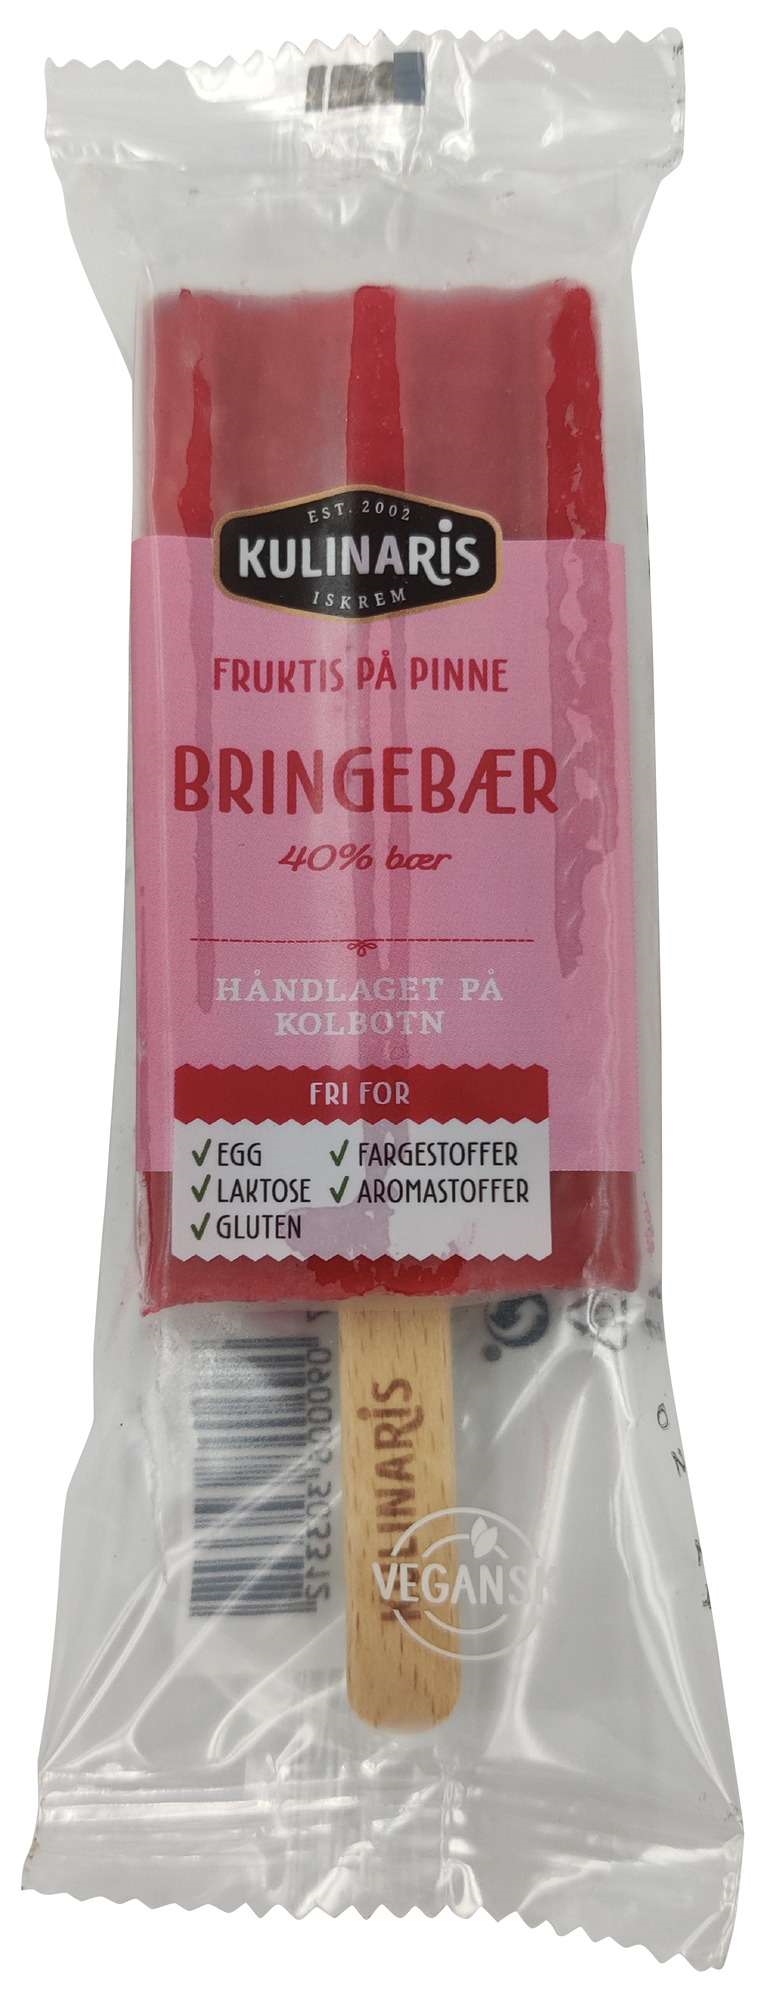 EST. 2002
KULINARIS
ISKREM
FRUKTIS PÅ PINNE
BRINGEBÆR
40% bær
HÅNDLAGET PÅ
KOLBOTN
FRI FOR
EGG
FARGESTOFFER
LAKTOSE
AROMASTOFFER
GLUTEN
KULINARIS
VEGANSK